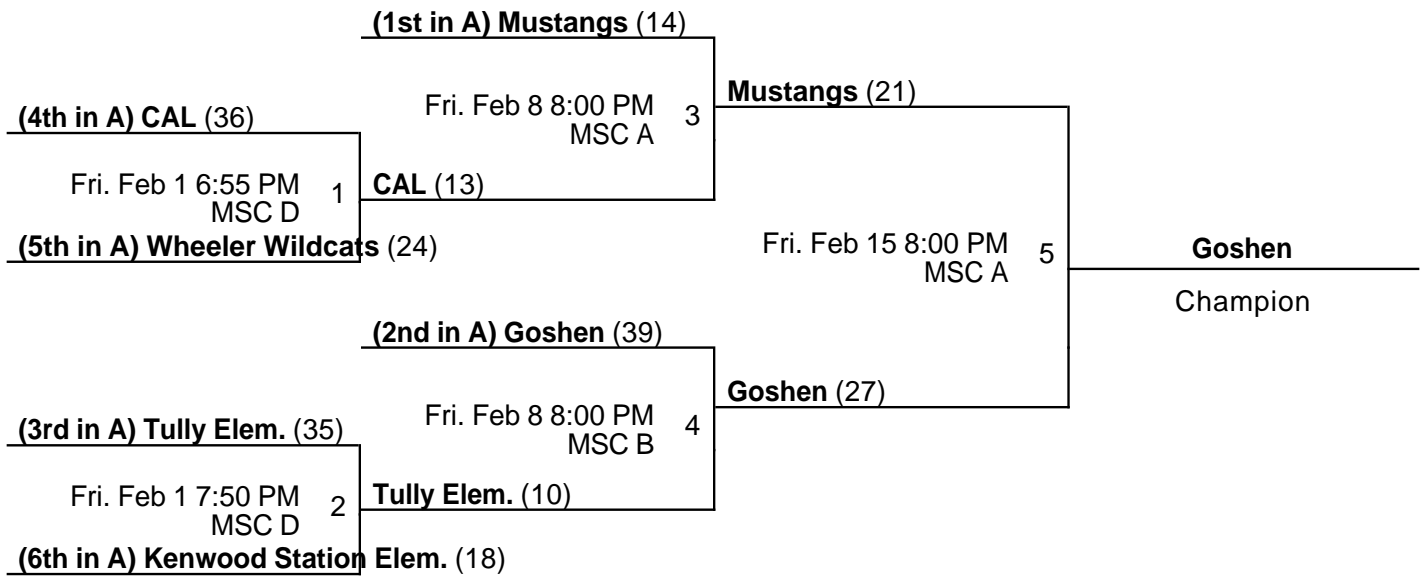 (1st in A) Mustangs (14)
(4th in A) CAL (36)
Fri. Feb 8 8:00 PM
MSC A
3
Mustangs (21)
Fri. Feb 1 6:55 PM
MSC D
1
CAL (13)
(5th in A) Wheeler Wildcats (24)
Fri. Feb 15 8:00 PM
MSC A
5
Goshen
Champion
(2nd in A) Goshen (39)
Goshen (27)
(3rd in A) Tully Elem. (35)
Fri. Feb 8 8:00 PM
MSC B
4
Fri. Feb 1 7:50 PM
MSC D
2
Tully Elem. (10)
(6th in A) Kenwood Station Elem. (18)